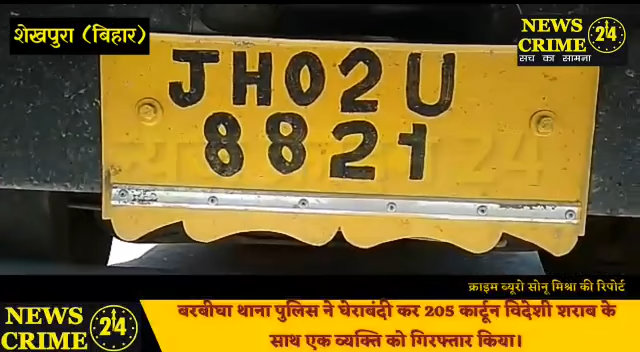 शेखपुरा (बिहार)
NEWS
CRIME 24
सच का सामना
JH02U
8821
क्राइम ब्यूरो सोनू मिश्रा की रिपोर्ट
NEWS
CRIME 24
बरबीघा थाना पुलिस ने घेराबंदी कर 205 कार्टून विदेशी शराब के
साथ एक व्यक्ति को गिरफ्तार किया।